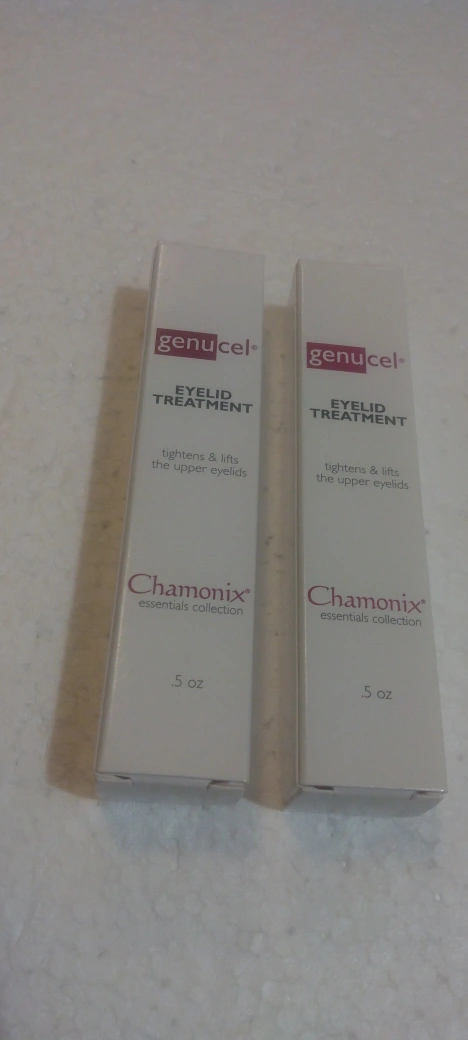 genucel®
EYELID
TREATMENT
tightens & lifts
the upper eyelids
Chamonix®
essentials collection
.5 oz
genucel®
EYELID
TREATMENT
tightens & lifts
the upper eyelids
Chamonix®
essentials collection
.5 oz